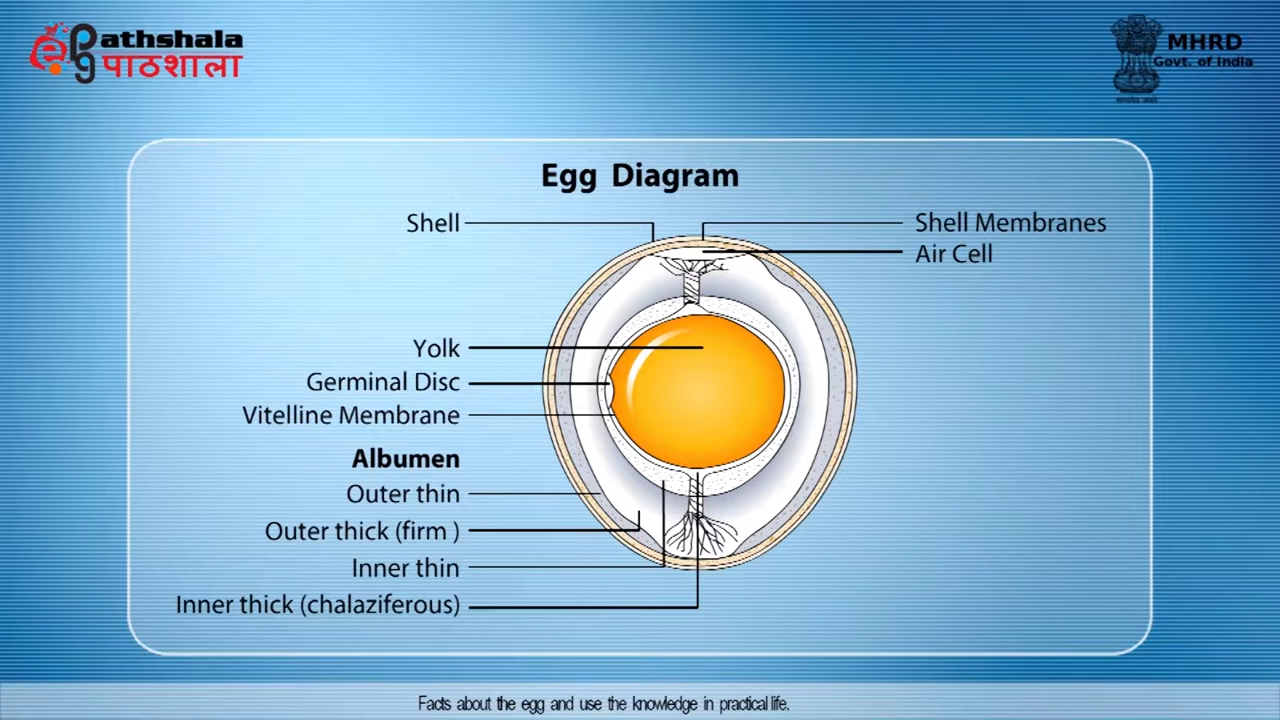 ePathshala
पाठशाला
MHRD
Govt. of India
Egg Diagram
Shell
Shell Membranes
Air Cell
Yolk
Germinal Disc
Vitelline Membrane
Albumen
Outer thin
Outer thick (firm )
Inner thin
Inner thick (chalaziferous)
Facts about the egg and use the knowledge in practical life.